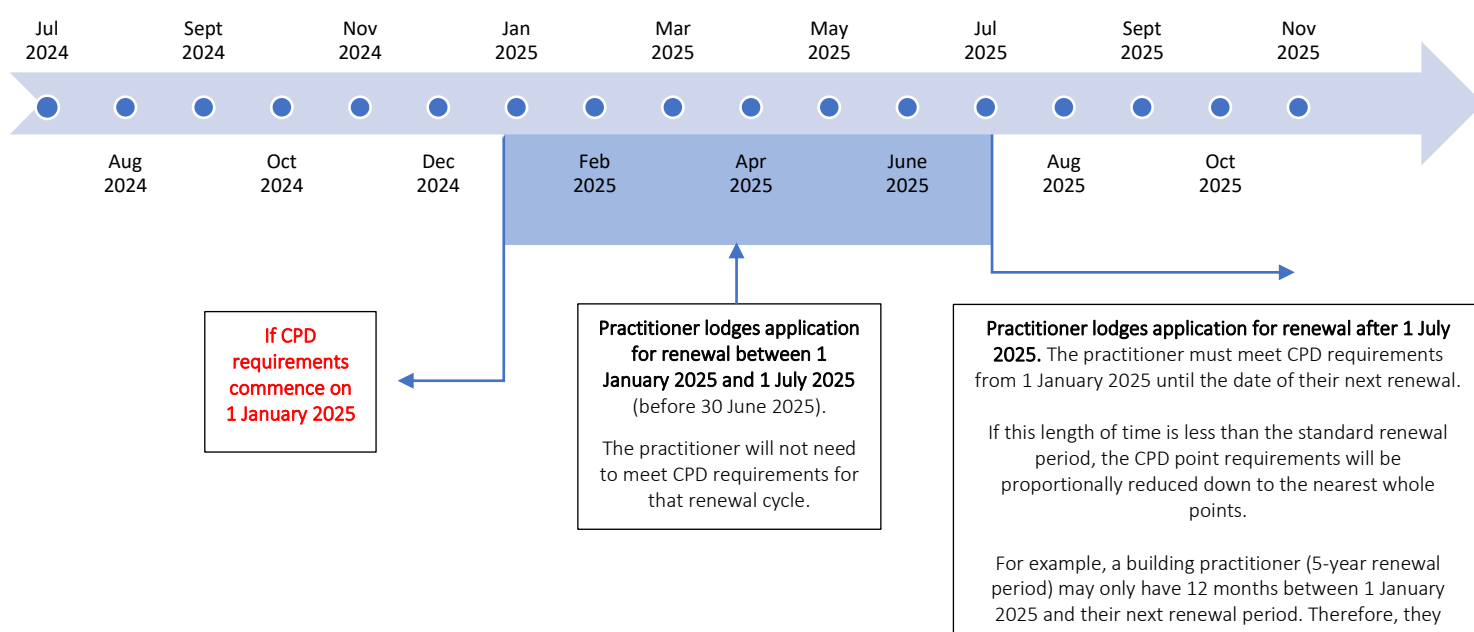 Jul
2024
Sept
2024
Nov
2024
Jan
2025
Mar
2025
May
2025
Jul
2025
Sept
2025
Nov
2025
Aug
2024
Oct
2024
Dec
2024
Feb
2025
Apr
2025
June
2025
Aug
2025
Oct
2025
If CPD
requirements
commence on
1 January 2025
Practitioner lodges application
for renewal between 1
January 2025 and 1 July 2025
(before 30 June 2025).
The practitioner will not need
to meet CPD requirements for
that renewal cycle.
Practitioner lodges application for renewal after 1 July
2025. The practitioner must meet CPD requirements
from 1 January 2025 until the date of their next renewal.
If this length of time is less than the standard renewal
period, the CPD point requirements will be
proportionally reduced down to the nearest whole
points.
For example, a building practitioner (5-year renewal
period) may only have 12 months between 1 January
2025 and their next renewal period. Therefore, they